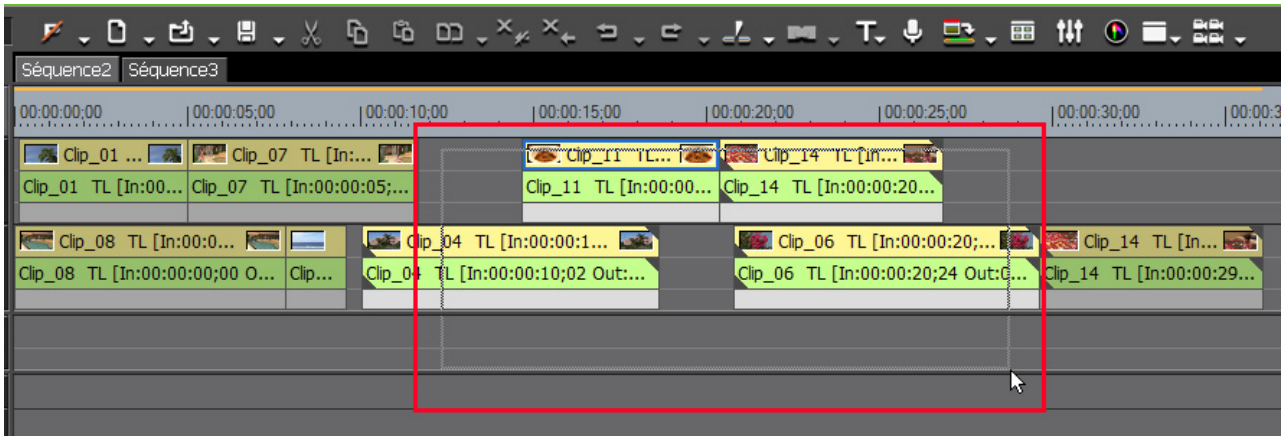 Séquence2 Séquence3
00:00:00;00 00:00:05;00 00:00:10;00 00:00:15;00 00:00:20;00 00:00:25;00 00:00:30;00 00:00:3
Clip_01 ... Clip_07 TL [In:... Clip_11 TL... Clip_14 TL [In...
Clip_01 TL [In:00... Clip_07 TL [In:00:00:05;... Clip_11 TL [In:00:00... Clip_14 TL [In:00:00:20...
Clip_08 TL [In:00:0... Clip_04 TL [In:00:00:1... Clip_06 TL [In:00:00:20;... Clip_14 TL [In...
Clip_08 TL [In:00:00:00;00 O... Clip... Clip_04 TL [In:00:00:10;02 Out:... Clip_06 TL [In:00:00:20;24 Out:0... Clip_14 TL [In:00:00:29...